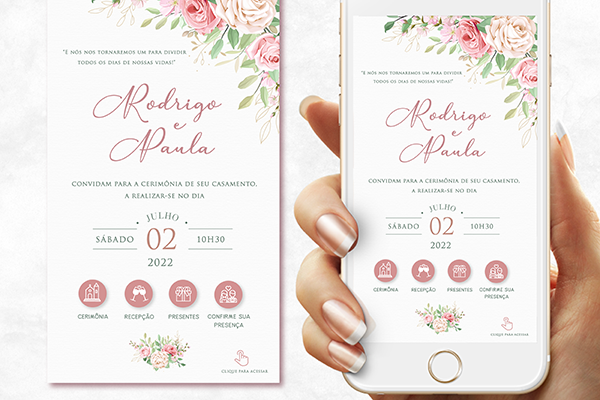 "E NÓS NOS TORNAREMOS UM PARA DIVIDIR
TODOS OS DIAS DE NOSSAS VIDAS!"
Rodrigo
e
Paula
CONVIDAM PARA A CERIMÔNIA DE SEU CASAMENTO,
A REALIZAR-SE NO DIA
JULHO
SÁBADO 02 10H30
2022
CERIMÔNIA RECEPÇÃO PRESENTES CONFIRME SUA
PRESENÇA
CLIQUE PARA ACESSAR
"E NÓS NOS TORNAREMOS UM PARA DIVIDIR
TODOS OS DIAS DE NOSSAS VIDAS!"
Rodrigo
e
Paula
CONVIDAM PARA A CERIMÔNIA DE SEU CASAMENTO,
A REALIZAR-SE NO DIA
JULHO
SÁBADO 02 10H30
2022
CERIMÔNIA RECEPÇÃO PRESENTES CONFIRME SUA
PRESENÇA
CLIQUE PARA ACESSAR